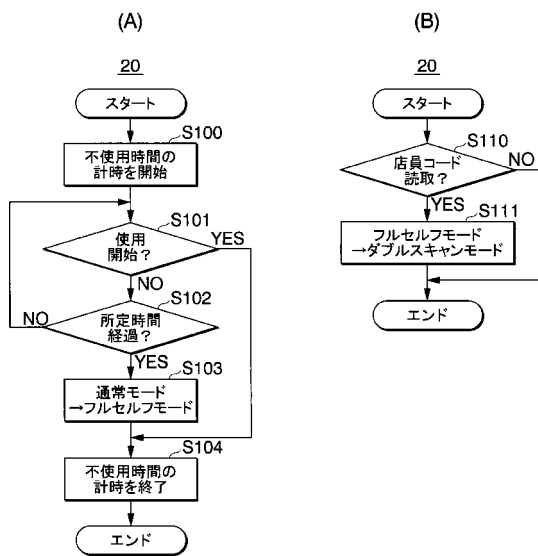 (A)
20
スタート
S100
不使用時間の
計時を開始
S101
使用
開始？
YES
NO
S102
所定時間
経過？
NO
YES
S103
通常モード
→フルセルフモード
S104
不使用時間の
計時を終了
エンド
(B)
20
スタート
S110
店員コード
読取？
NO
YES
S111
フルセルフモード
→ダブルスキャンモード
エンド